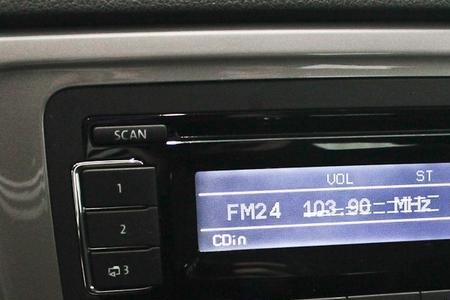 SCAN
1
2
3
VOL ST
FM24 103.90 MHz
CDin